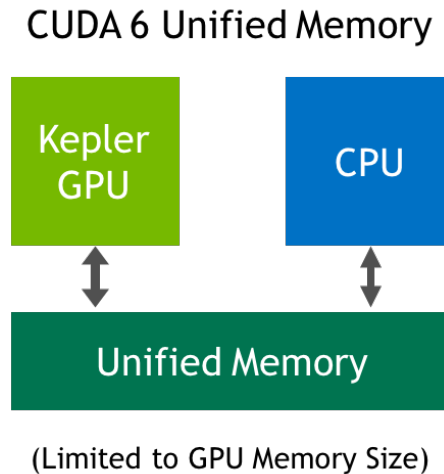 CUDA 6 Unified Memory
Kepler
GPU
CPU
Unified Memory
(Limited to GPU Memory Size)